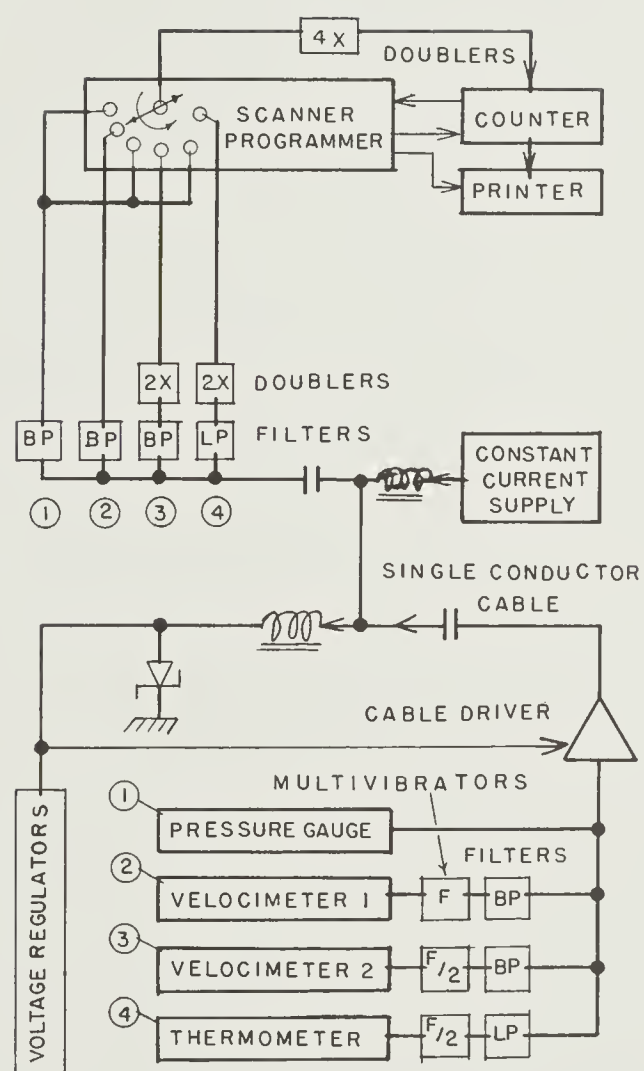 4X
DOUBLERS
SCANNER
PROGRAMMER
COUNTER
PRINTER
2X
2X
DOUBLERS
BP
BP
BP
LP
FILTERS
1
2
3
4
CONSTANT
CURRENT
SUPPLY
SINGLE CONDUCTOR
CABLE
CABLE DRIVER
MULTIVIBRATORS
1
PRESSURE GAUGE
FILTERS
2
VELOCIMETER 1
F
BP
3
VELOCIMETER 2
F/2
BP
4
THERMOMETER
F/2
LP
VOLTAGE REGULATORS